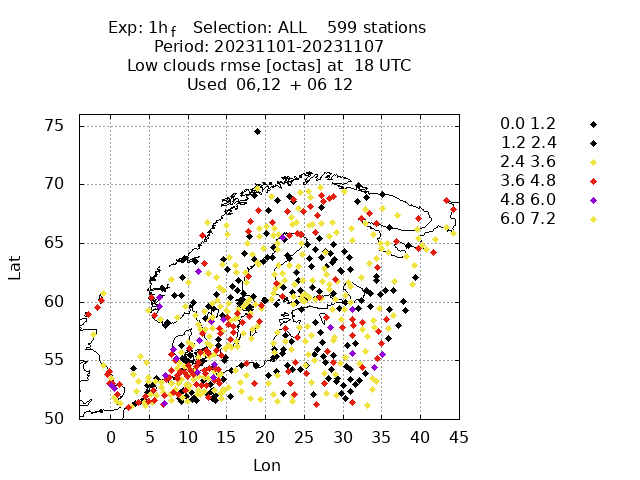 Exp: 1h f   Selection: ALL    599 stations
Period: 20231101-20231107
Low clouds rmse [octas] at  18 UTC
Used  06,12  + 06 12
0.0 1.2
1.2 2.4
2.4 3.6
3.6 4.8
4.8 6.0
6.0 7.2
75
70
65
60
55
50
Lat
0 5 10 15 20 25 30 35 40 45
Lon